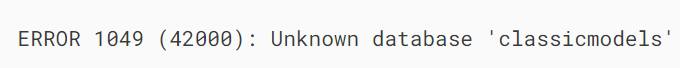 ERROR 1049 (42000): Unknown database 'classicmodels'